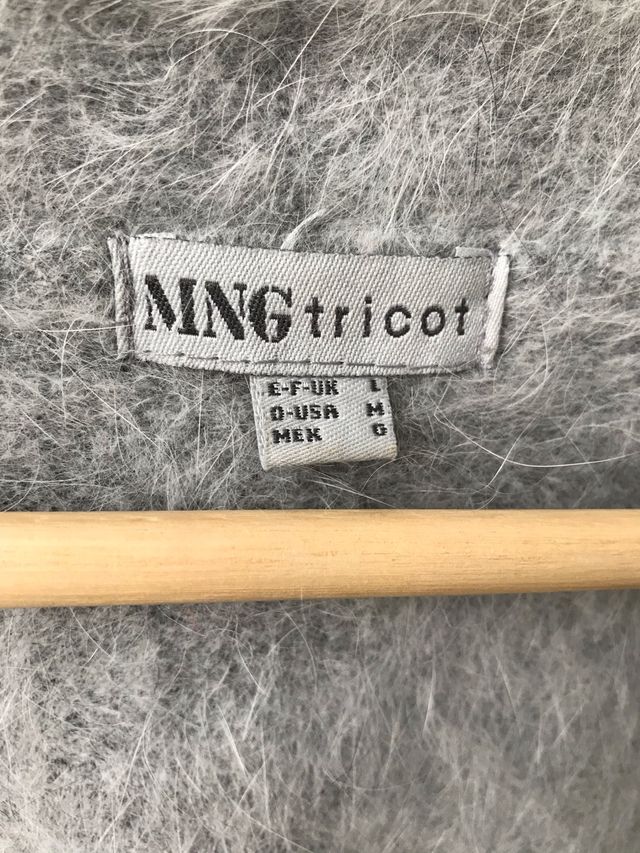 MNG tricot
E-F-UK L
D-USA M
MEX G